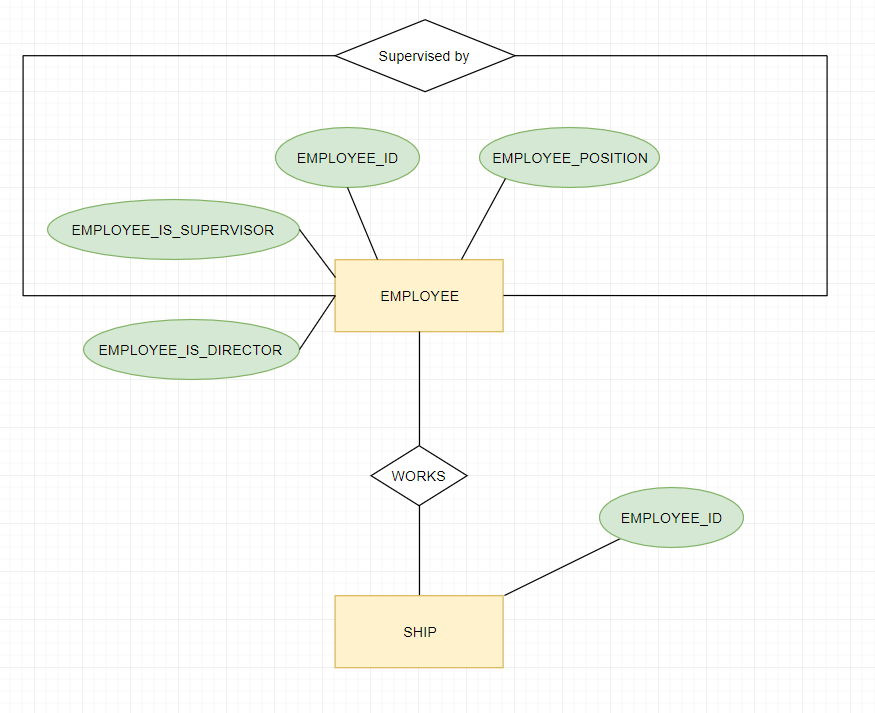 Supervised by
EMPLOYEE_ID
EMPLOYEE_POSITION
EMPLOYEE_IS_SUPERVISOR
EMPLOYEE
EMPLOYEE_IS_DIRECTOR
WORKS
EMPLOYEE_ID
SHIP